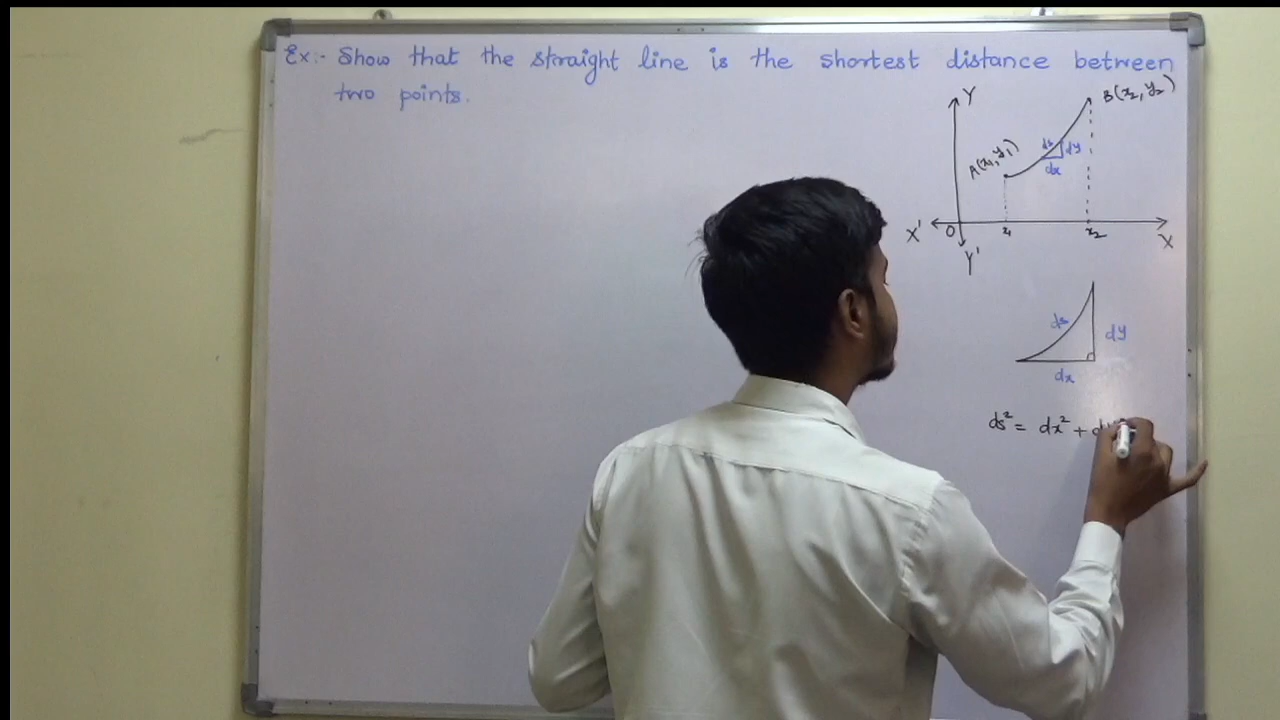 Ex:- Show that the straight line is the shortest distance between
two points.
Y
B(x₂, y₂)
A(x₁, y₁)
ds
dy
dx
X'
O
x₁
x₂
X
Y'
ds
dy
dx
ds² = dx² + dy²